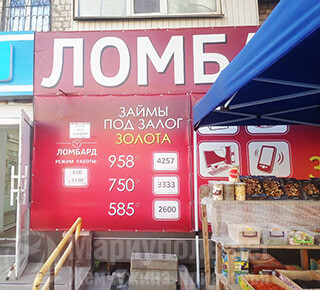 ЛОМБА
ЗАЙМЫ
ПОД ЗАЛОГ
ЗОЛОТА
ЛОМБАРД
РЕЖИМ РАБОТЫ:
958° 4257
750° 3333
585° 2600